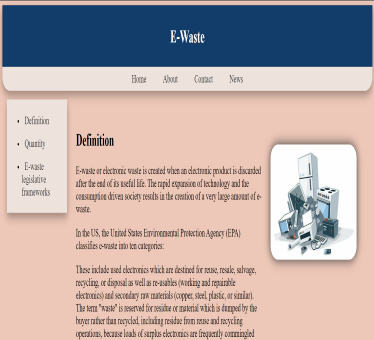 E-Waste
Home About Contact News
Definition
Quantity
E-waste
legislative
frameworks
Definition
E-waste or electronic waste is created when an electronic product is discarded
after the end of its useful life. The rapid expansion of technology and the
consumption driven society results in the creation of a very large amount of e-
waste.
In the US, the United States Environmental Protection Agency (EPA)
classifies e-waste into ten categories:
These include used electronics which are destined for reuse, resale, salvage,
recycling, or disposal as well as re-usables (working and repairable
electronics) and secondary raw materials (copper, steel, plastic, or similar).
The term "waste" is reserved for residue or material which is dumped by the
buyer rather than recycled, including residue from reuse and recycling
operations, because loads of surplus electronics are frequently commingled